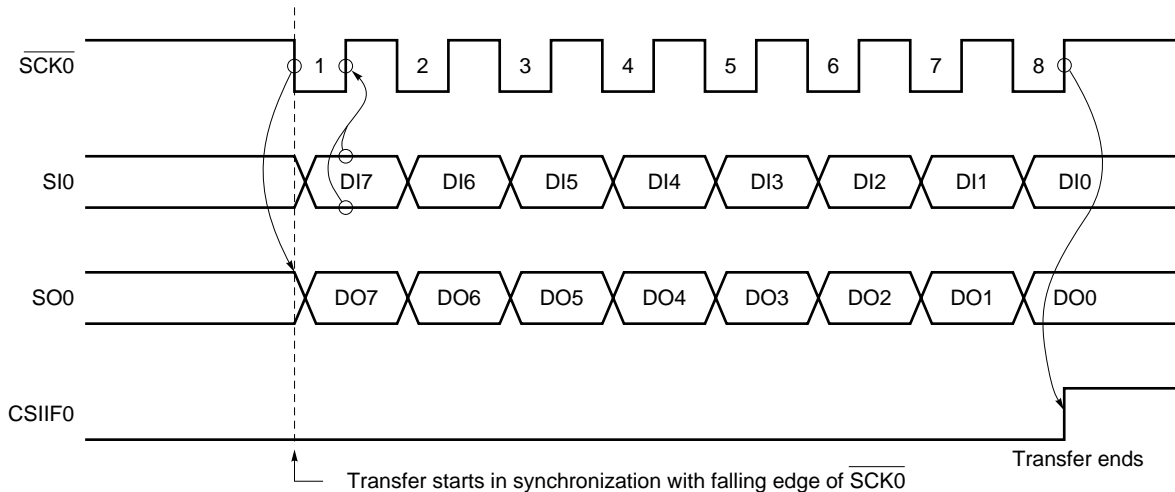 SCK0 1 2 3 4 5 6 7 8
SI0 DI7 DI6 DI5 DI4 DI3 DI2 DI1 DI0
SO0 DO7 DO6 DO5 DO4 DO3 DO2 DO1 DO0
CSIIF0
Transfer ends
Transfer starts in synchronization with falling edge of SCK0